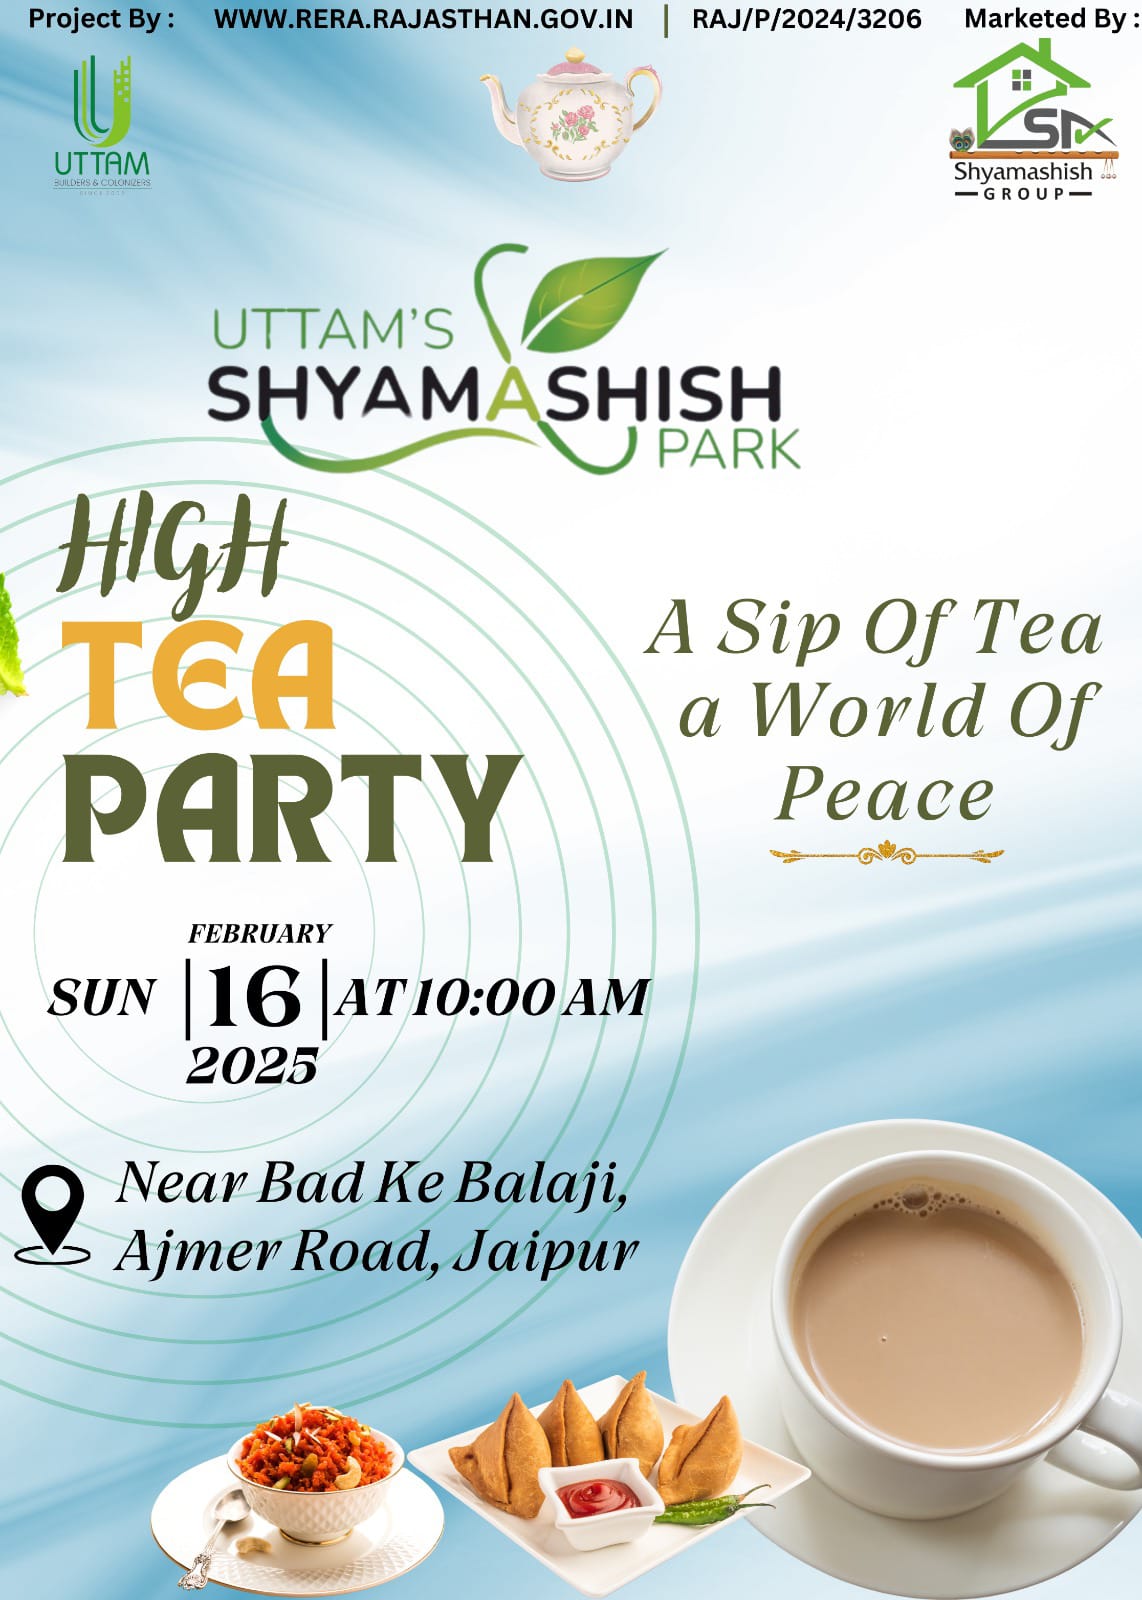 Project By : WWW.RERA.RAJASTHAN.GOV.IN | RAJ/P/2024/3206 Marketed By :
UTTAM
BUILDERS & COLONIZERS
Shyamashish
GROUP
UTTAM'S
SHYAMASHISH
PARK
HIGH
TEA
PARTY
A Sip Of Tea
a World Of
Peace
FEBRUARY
SUN |16| AT 10:00 AM
2025
Near Bad Ke Balaji,
Ajmer Road, Jaipur